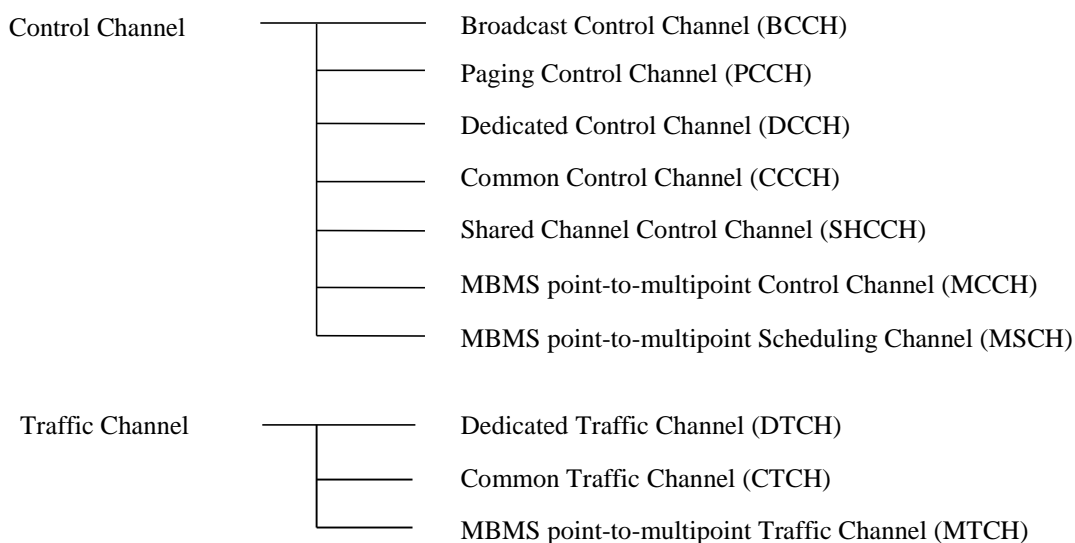 Control Channel
Broadcast Control Channel (BCCH)
Paging Control Channel (PCCH)
Dedicated Control Channel (DCCH)
Common Control Channel (CCCH)
Shared Channel Control Channel (SHCCH)
MBMS point-to-multipoint Control Channel (MCCH)
MBMS point-to-multipoint Scheduling Channel (MSCH)
Traffic Channel
Dedicated Traffic Channel (DTCH)
Common Traffic Channel (CTCH)
MBMS point-to-multipoint Traffic Channel (MTCH)